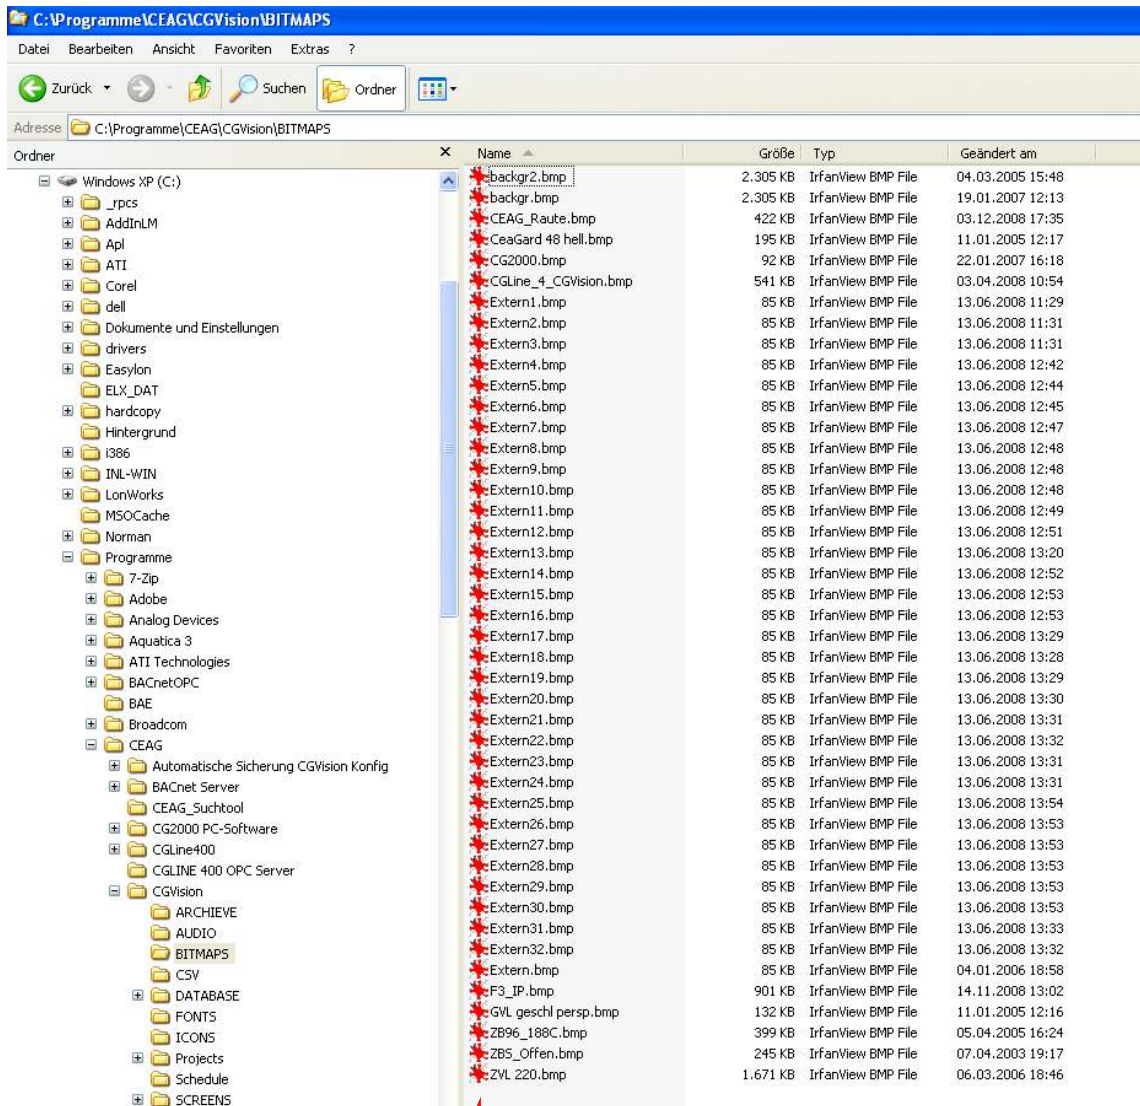 C:\Programme\CEAG\CGVision\BITMAPS
Datei Bearbeiten Ansicht Favoriten Extras ?
Zurück Suchen Ordner
Adresse C:\Programme\CEAG\CGVision\BITMAPS
Ordner
Windows XP (C:)
_rpcs
AddInLM
Apl
ATI
Corel
dell
Dokumente und Einstellungen
drivers
Easylon
ELX_DAT
hardcopy
Hintergrund
i386
INL-WIN
LonWorks
MSOCache
Norman
Programme
7-Zip
Adobe
Analog Devices
Aquatica 3
ATI Technologies
BACnetOPC
BAE
Broadcom
CEAG
Automatische Sicherung CGVision Konfig
BACnet Server
CEAG_Suchtool
CG2000 PC-Software
CGLine400
CGLINE 400 OPC Server
CGVision
ARCHIEVE
AUDIO
BITMAPS
CSV
DATABASE
FONTS
ICONS
Projects
Schedule
SCREENS
Name Größe Typ Geändert am
backgr2.bmp 2.305 KB IrfanView BMP File 04.03.2005 15:48
backgr.bmp 2.305 KB IrfanView BMP File 19.01.2007 12:13
CEAG_Raute.bmp 422 KB IrfanView BMP File 03.12.2008 17:35
CeaGard 48 hell.bmp 195 KB IrfanView BMP File 11.01.2005 12:17
CG2000.bmp 92 KB IrfanView BMP File 22.01.2007 16:18
CGLine_4_CGVision.bmp 541 KB IrfanView BMP File 03.04.2008 10:54
Extern1.bmp 85 KB IrfanView BMP File 13.06.2008 11:29
Extern2.bmp 85 KB IrfanView BMP File 13.06.2008 11:31
Extern3.bmp 85 KB IrfanView BMP File 13.06.2008 11:31
Extern4.bmp 85 KB IrfanView BMP File 13.06.2008 12:42
Extern5.bmp 85 KB IrfanView BMP File 13.06.2008 12:44
Extern6.bmp 85 KB IrfanView BMP File 13.06.2008 12:45
Extern7.bmp 85 KB IrfanView BMP File 13.06.2008 12:47
Extern8.bmp 85 KB IrfanView BMP File 13.06.2008 12:48
Extern9.bmp 85 KB IrfanView BMP File 13.06.2008 12:48
Extern10.bmp 85 KB IrfanView BMP File 13.06.2008 12:48
Extern11.bmp 85 KB IrfanView BMP File 13.06.2008 12:49
Extern12.bmp 85 KB IrfanView BMP File 13.06.2008 12:51
Extern13.bmp 85 KB IrfanView BMP File 13.06.2008 13:20
Extern14.bmp 85 KB IrfanView BMP File 13.06.2008 12:52
Extern15.bmp 85 KB IrfanView BMP File 13.06.2008 12:53
Extern16.bmp 85 KB IrfanView BMP File 13.06.2008 12:53
Extern17.bmp 85 KB IrfanView BMP File 13.06.2008 13:29
Extern18.bmp 85 KB IrfanView BMP File 13.06.2008 13:28
Extern19.bmp 85 KB IrfanView BMP File 13.06.2008 13:29
Extern20.bmp 85 KB IrfanView BMP File 13.06.2008 13:30
Extern21.bmp 85 KB IrfanView BMP File 13.06.2008 13:31
Extern22.bmp 85 KB IrfanView BMP File 13.06.2008 13:32
Extern23.bmp 85 KB IrfanView BMP File 13.06.2008 13:31
Extern24.bmp 85 KB IrfanView BMP File 13.06.2008 13:31
Extern25.bmp 85 KB IrfanView BMP File 13.06.2008 13:54
Extern26.bmp 85 KB IrfanView BMP File 13.06.2008 13:53
Extern27.bmp 85 KB IrfanView BMP File 13.06.2008 13:53
Extern28.bmp 85 KB IrfanView BMP File 13.06.2008 13:53
Extern29.bmp 85 KB IrfanView BMP File 13.06.2008 13:53
Extern30.bmp 85 KB IrfanView BMP File 13.06.2008 13:53
Extern31.bmp 85 KB IrfanView BMP File 13.06.2008 13:33
Extern32.bmp 85 KB IrfanView BMP File 13.06.2008 13:32
Extern.bmp 85 KB IrfanView BMP File 04.01.2006 18:58
F3_IP.bmp 901 KB IrfanView BMP File 14.11.2008 13:02
GVL geschl persp.bmp 132 KB IrfanView BMP File 11.01.2005 12:16
ZB96_188C.bmp 399 KB IrfanView BMP File 05.04.2005 16:24
ZBS_Offen.bmp 245 KB IrfanView BMP File 07.04.2003 19:17
ZVL 220.bmp 1.671 KB IrfanView BMP File 06.03.2006 18:46